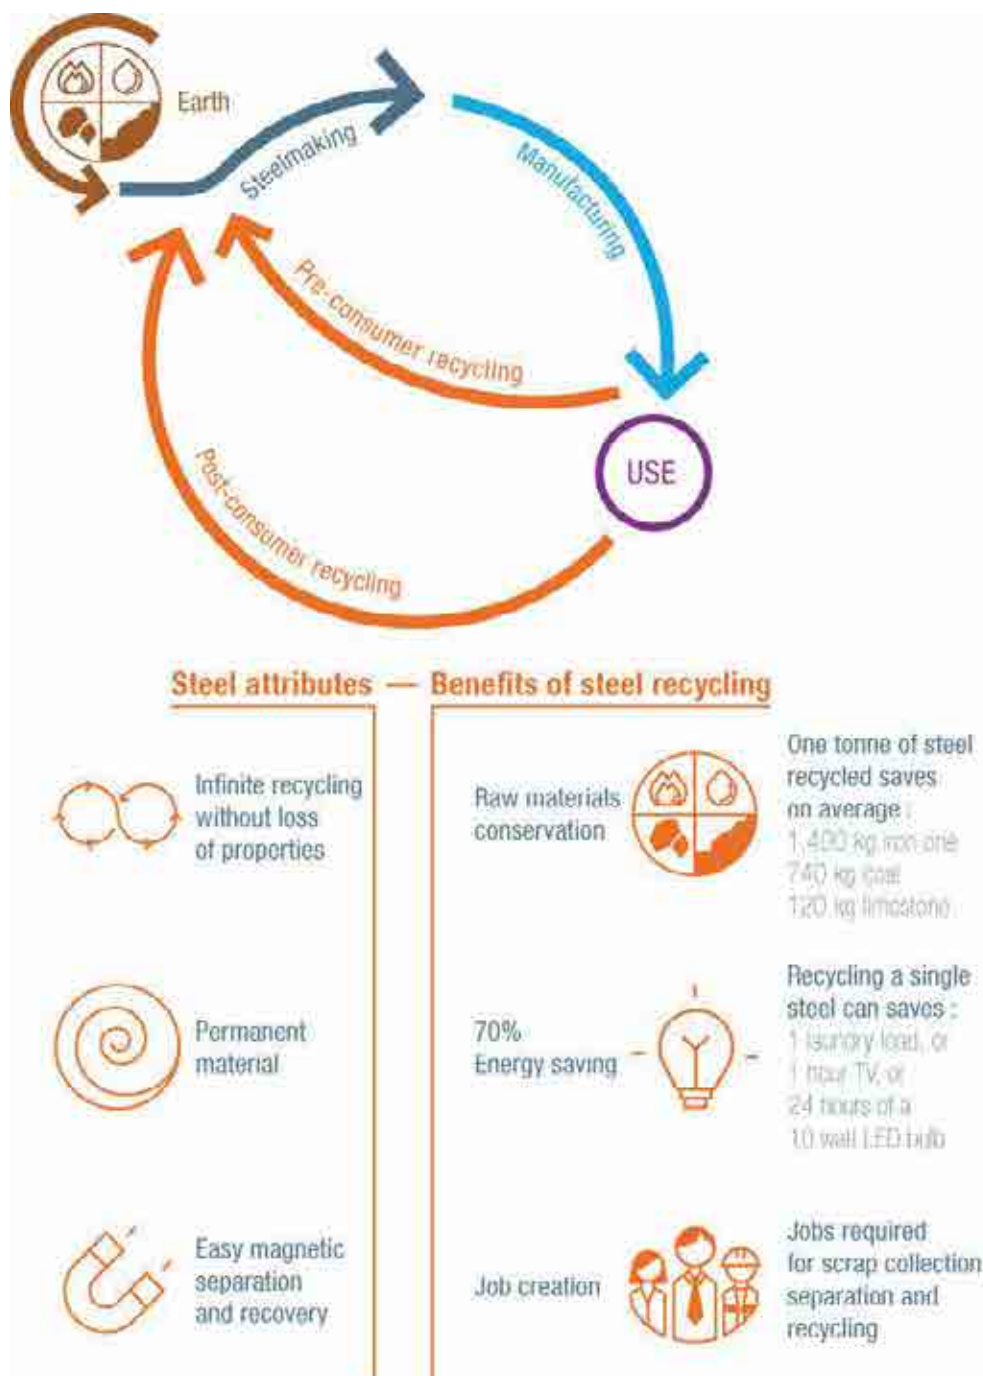 Earth
Steelmaking
Manufacturing
Pre-consumer recycling
USE
Post-consumer recycling
Steel attributes — Benefits of steel recycling
Infinite recycling
without loss
of properties
Raw materials
conservation
One tonne of steel
recycled saves
on average :
1,400 kg iron one
740 kg coal
120 kg limestone
Permanent
material
70%
Energy saving
Recycling a single
steel can saves :
1 laundry load, or
1 hour TV, or
24 hours of a
10 watt LED bulb
Easy magnetic
separation
and recovery
Job creation
Jobs required
for scrap collection
separation and
recycling